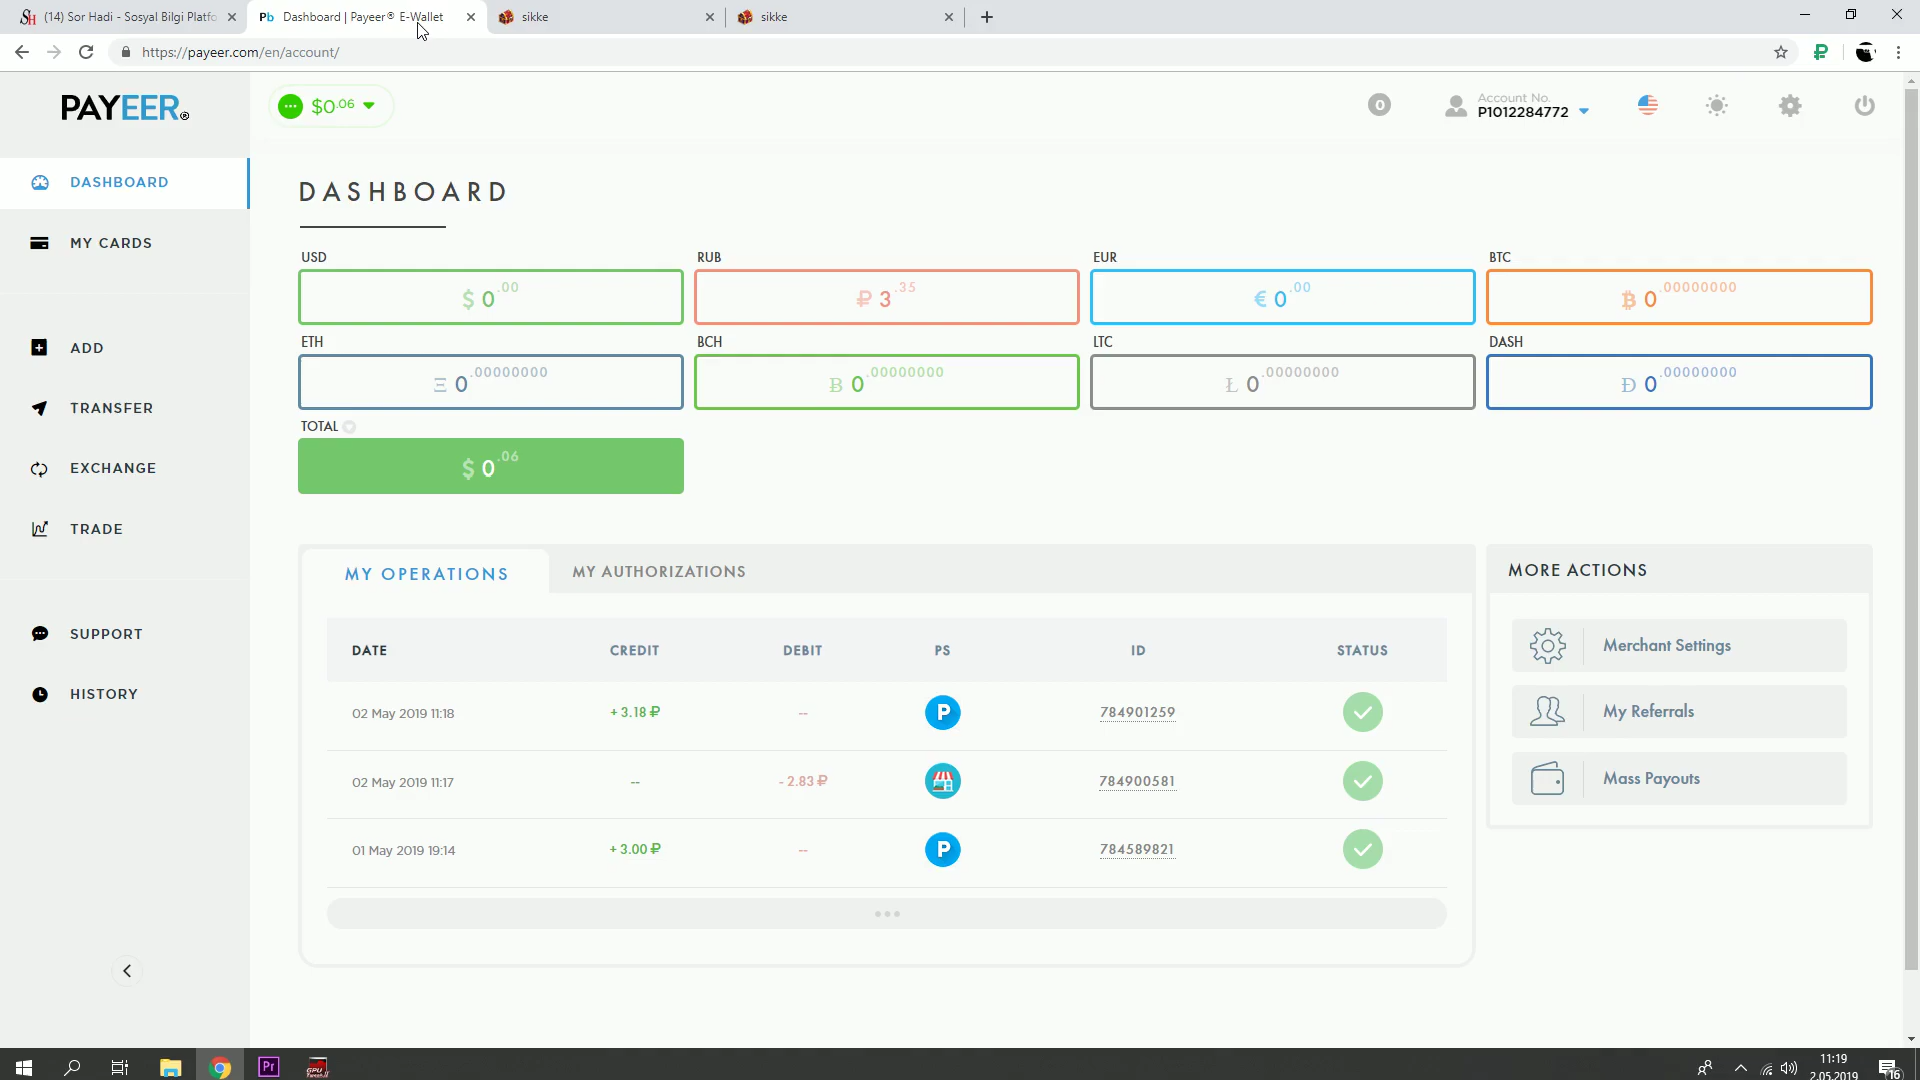 (14) Sor Hadi - Sosyal Bilgi Platfo
Dashboard | Payeer® E-Wallet
sikke
sikke
https://payeer.com/en/account/
PAYEER®
$0.06
0
Account No.
P1012284772
DASHBOARD
MY CARDS
ADD
TRANSFER
EXCHANGE
TRADE
SUPPORT
HISTORY
DASHBOARD
USD
RUB
EUR
BTC
$ 0.00
₽ 3.35
€ 0.00
₿ 0.00000000
ETH
BCH
LTC
DASH
Ξ 0.00000000
Ƀ 0.00000000
Ł 0.00000000
Đ 0.00000000
TOTAL
$ 0.06
MY OPERATIONS
MY AUTHORIZATIONS
DATE CREDIT DEBIT PS ID STATUS
02 May 2019 11:18 + 3.18 ₽ -- P 784901259
02 May 2019 11:17 -- - 2.83 ₽ 784900581
01 May 2019 19:14 + 3.00 ₽ -- P 784589821
MORE ACTIONS
Merchant Settings
My Referrals
Mass Payouts
Pr
GPU
11:19
2.05.2019
16